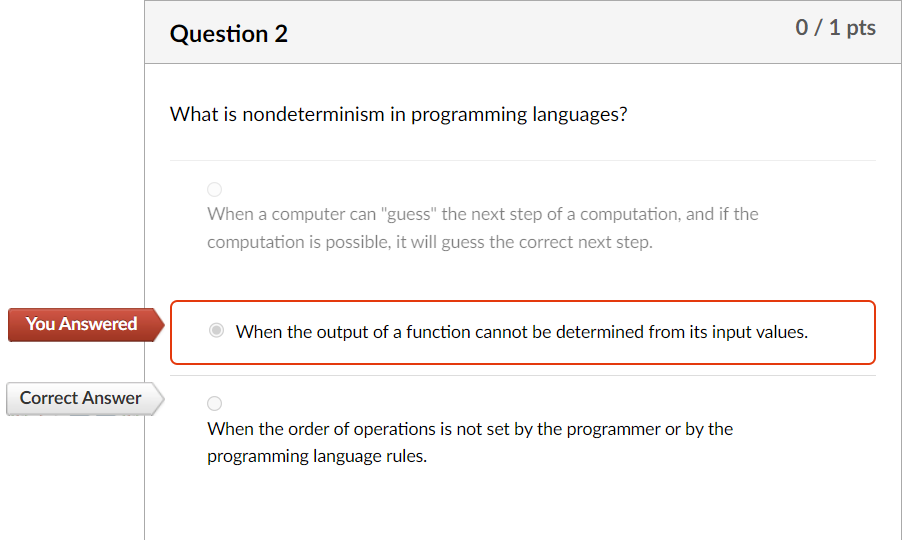 Question 2
0 / 1 pts
What is nondeterminism in programming languages?
When a computer can "guess" the next step of a computation, and if the
computation is possible, it will guess the correct next step.
You Answered
When the output of a function cannot be determined from its input values.
Correct Answer
When the order of operations is not set by the programmer or by the
programming language rules.